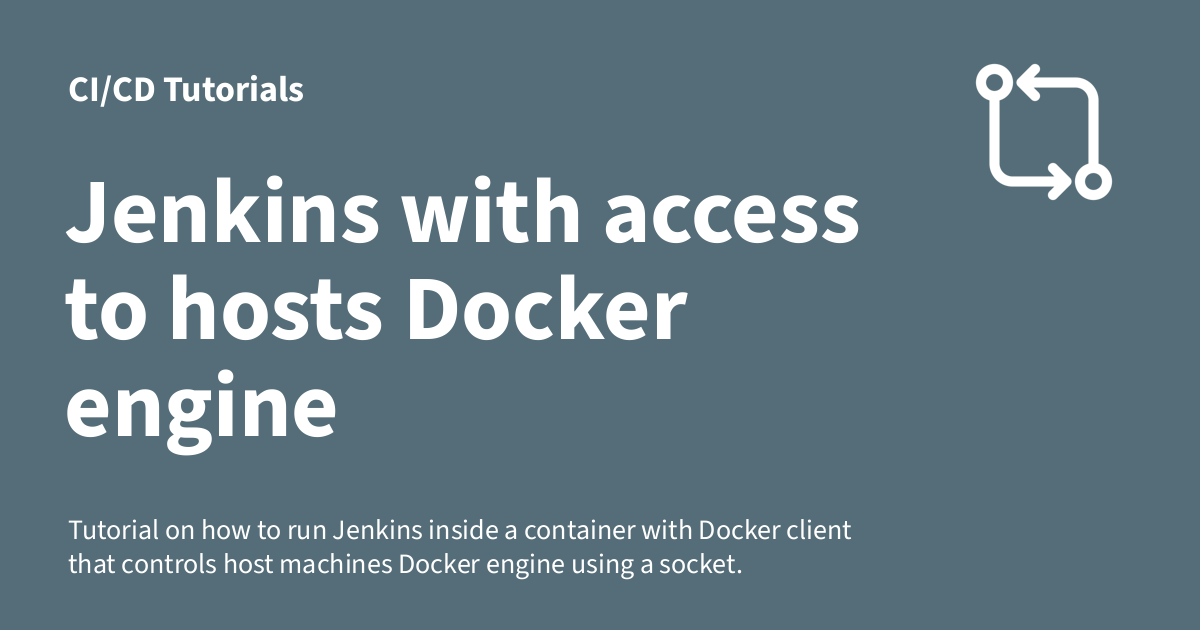 CI/CD Tutorials
Jenkins with access
to hosts Docker
engine
Tutorial on how to run Jenkins inside a container with Docker client
that controls host machines Docker engine using a socket.